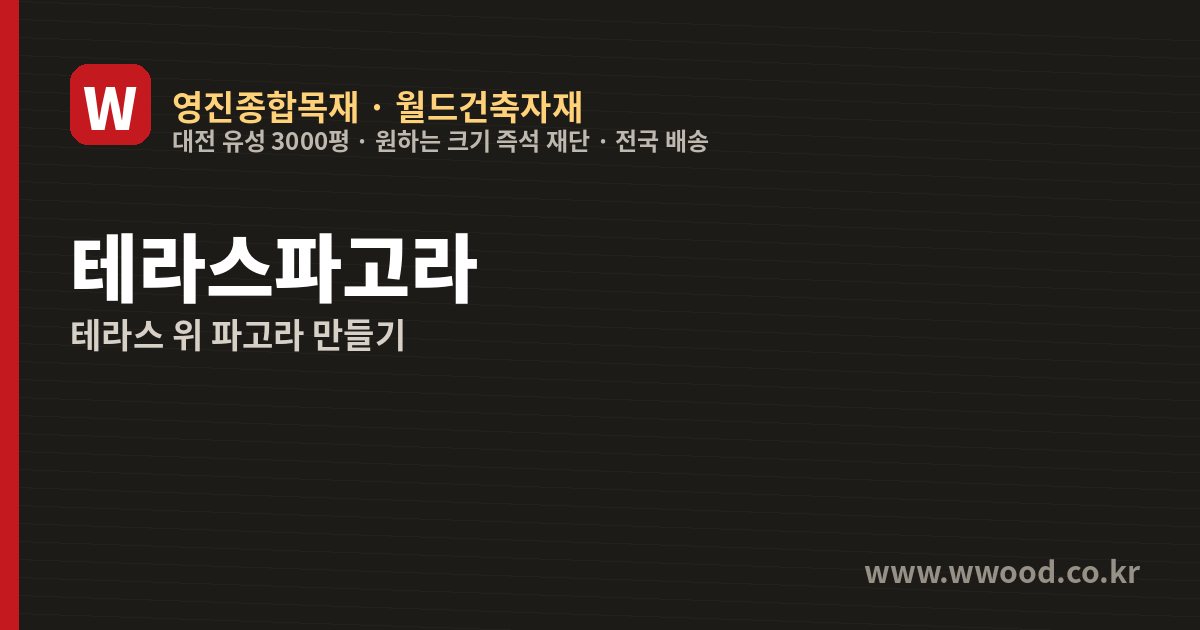 W
영진종합목재 · 월드건축자재
대전 유성 3000평 · 원하는 크기 즉석 재단 · 전국 배송
테라스파고라
테라스 위 파고라 만들기
www.wwood.co.kr